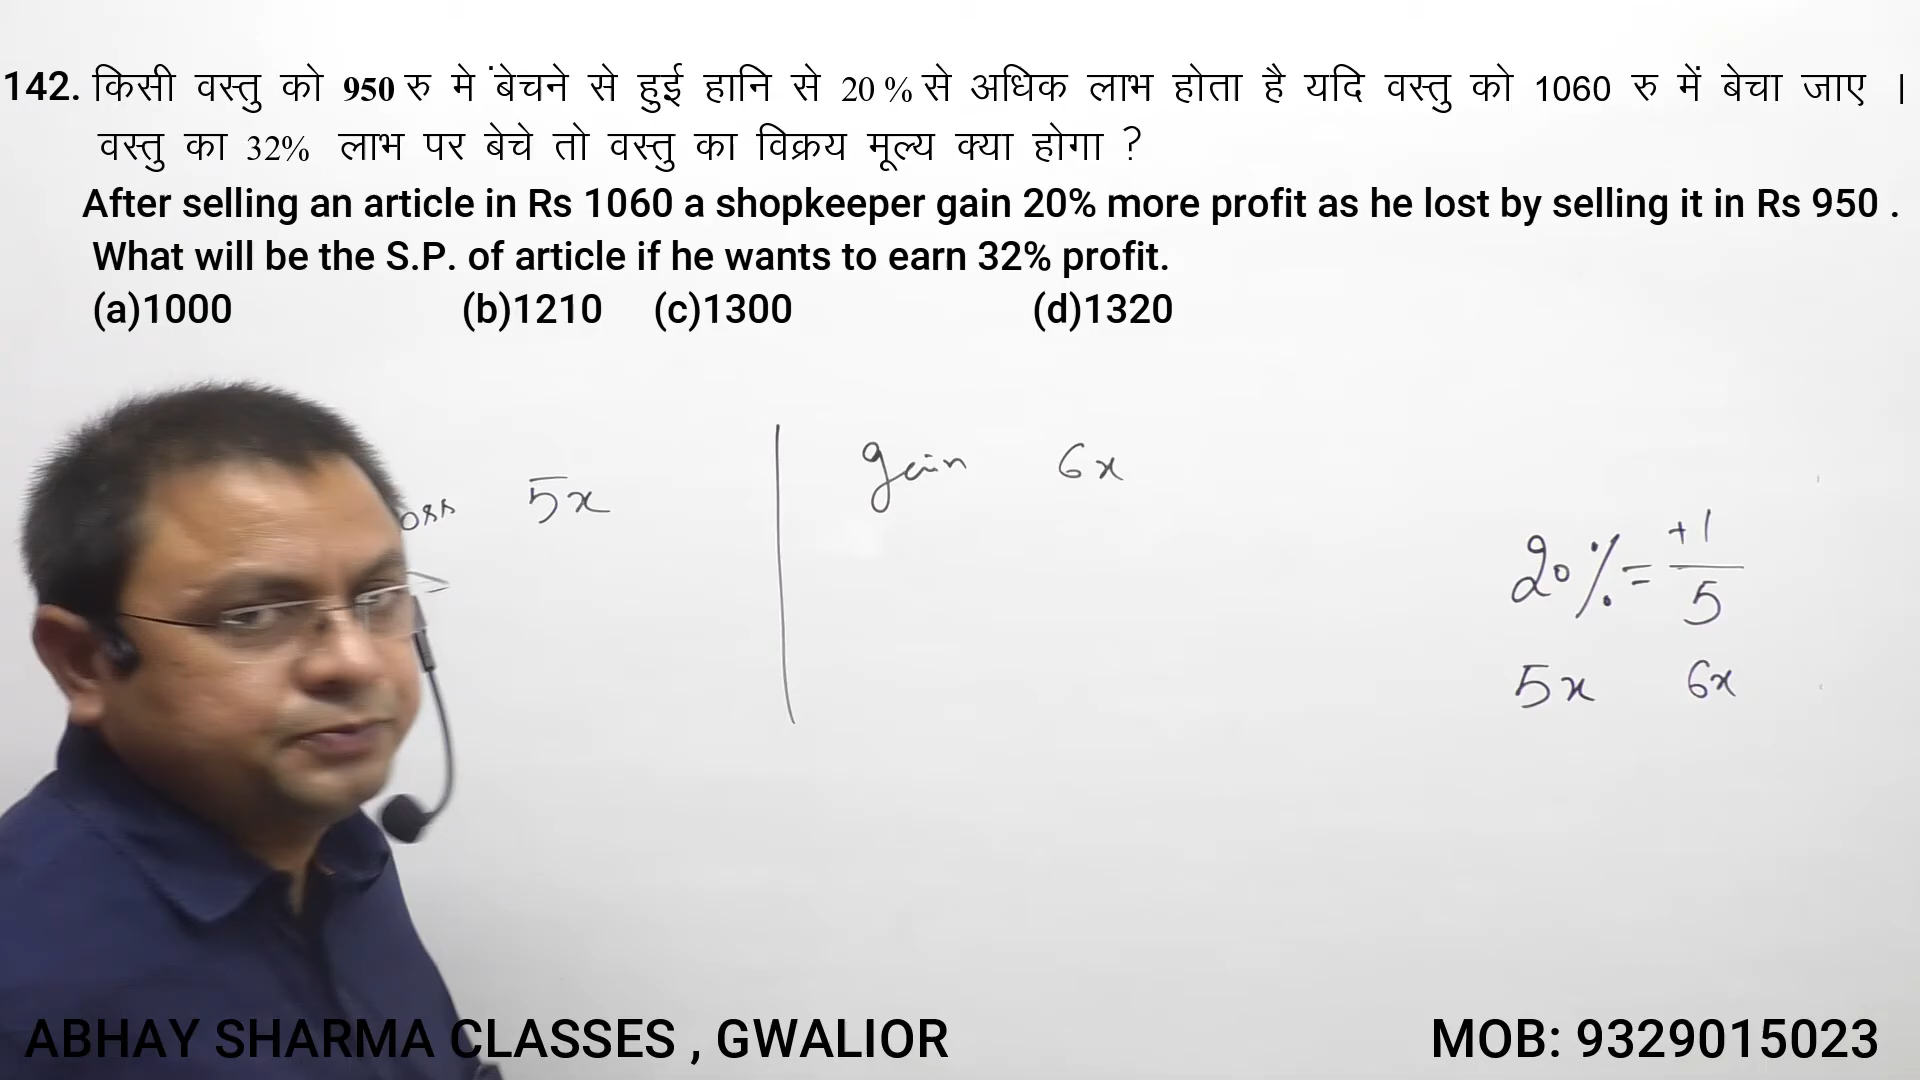 142. किसी वस्तु को 950 रु मे ंबेचने से हुई हानि से 20 % से अधिक लाभ होता है यदि वस्तु को 1060 रु में बेचा जाए ।
वस्तु का 32% लाभ पर बेचे तो वस्तु का विक्रय मूल्य क्या होगा ?
After selling an article in Rs 1060 a shopkeeper gain 20% more profit as he lost by selling it in Rs 950 .
What will be the S.P. of article if he wants to earn 32% profit.
(a)1000 (b)1210 (c)1300 (d)1320
oss 5x gain 6x
20% = +1/5
5x 6x
ABHAY SHARMA CLASSES , GWALIOR MOB: 9329015023